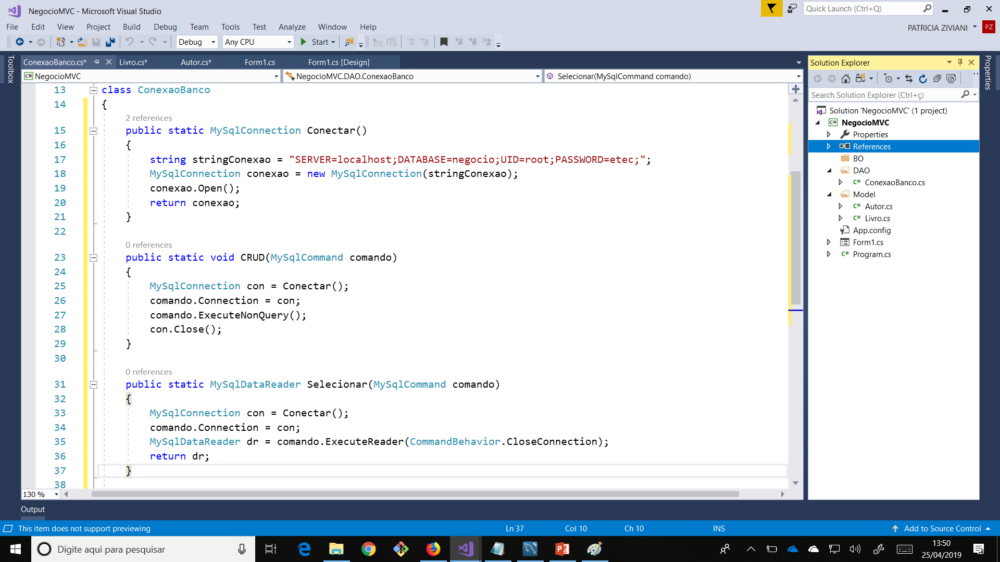 NegocioMVC - Microsoft Visual Studio
Quick Launch (Ctrl+Q)
File Edit View Project Build Debug Team Tools Test Analyze Window Help
PATRICIA ZIVIANI PZ
Debug Any CPU Start
Toolbox
ConexaoBanco.cs* Livro.cs* Autor.cs* Form1.cs Form1.cs [Design]
NegocioMVC NegocioMVC.DAO.ConexaoBanco Selecionar(MySqlCommand comando)
13 class ConexaoBanco
14 {
2 references
15 public static MySqlConnection Conectar()
16 {
17 string stringConexao = "SERVER=localhost;DATABASE=negocio;UID=root;PASSWORD=etec;";
18 MySqlConnection conexao = new MySqlConnection(stringConexao);
19 conexao.Open();
20 return conexao;
21 }
22
0 references
23 public static void CRUD(MySqlCommand comando)
24 {
25 MySqlConnection con = Conectar();
26 comando.Connection = con;
27 comando.ExecuteNonQuery();
28 con.Close();
29 }
30
0 references
31 public static MySqlDataReader Selecionar(MySqlCommand comando)
32 {
33 MySqlConnection con = Conectar();
34 comando.Connection = con;
35 MySqlDataReader dr = comando.ExecuteReader(CommandBehavior.CloseConnection);
36 return dr;
37 }
38
130 %
Solution Explorer
Search Solution Explorer (Ctrl+ç)
Solution 'NegocioMVC' (1 project)
C# NegocioMVC
Properties
References
BO
DAO
C# ConexaoBanco.cs
Model
C# Autor.cs
C# Livro.cs
App.config
Form1.cs
C# Program.cs
Properties
Output
This item does not support previewing Ln 37 Col 10 Ch 10 INS Add to Source Control
Digite aqui para pesquisar
13:50
25/04/2019